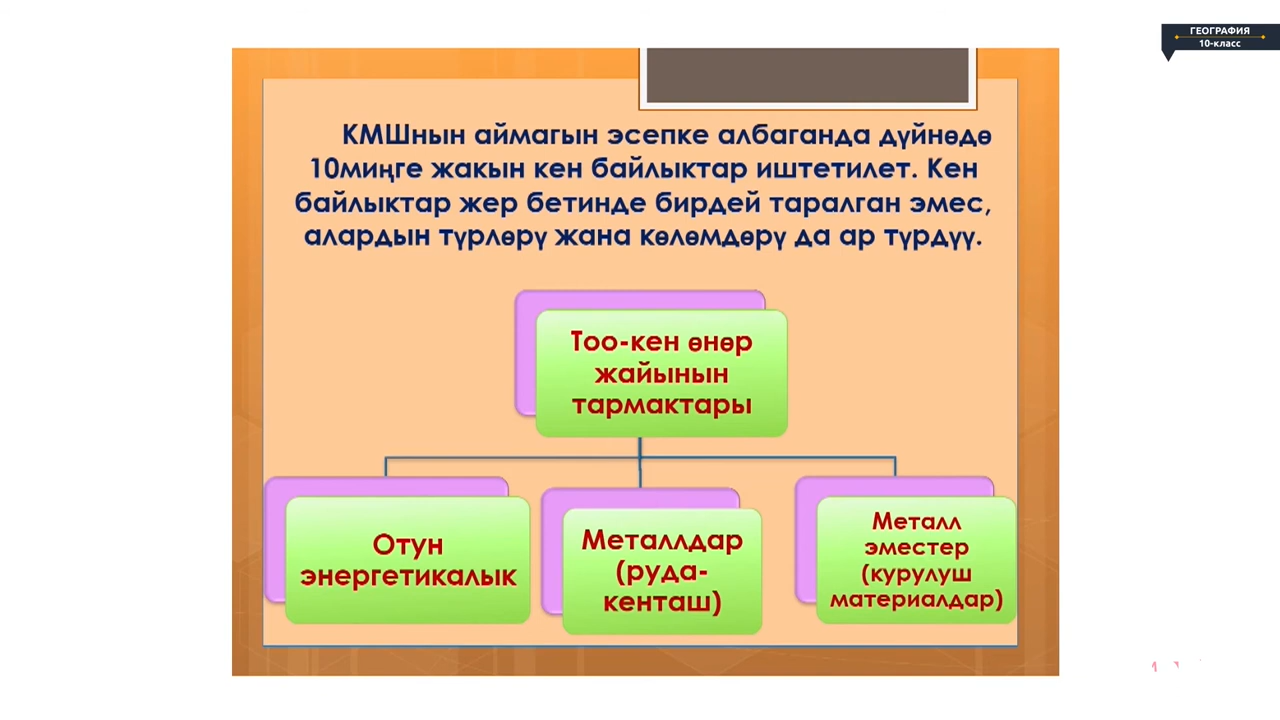 ГЕОГРАФИЯ
10-класс
КМШнын аймагын эсепке албаганда дүйнөдө
10миңге жакын кен байлыктар иштетилет. Кен
байлыктар жер бетинде бирдей таралган эмес,
алардын түрлөрү жана көлөмдөрү да ар түрдүү.
Тоо-кен өнөр
жайынын
тармактары
Отун
энергетикалык
Металлдар
(руда-
кенташ)
Металл
эместер
(курулуш
материалдар)